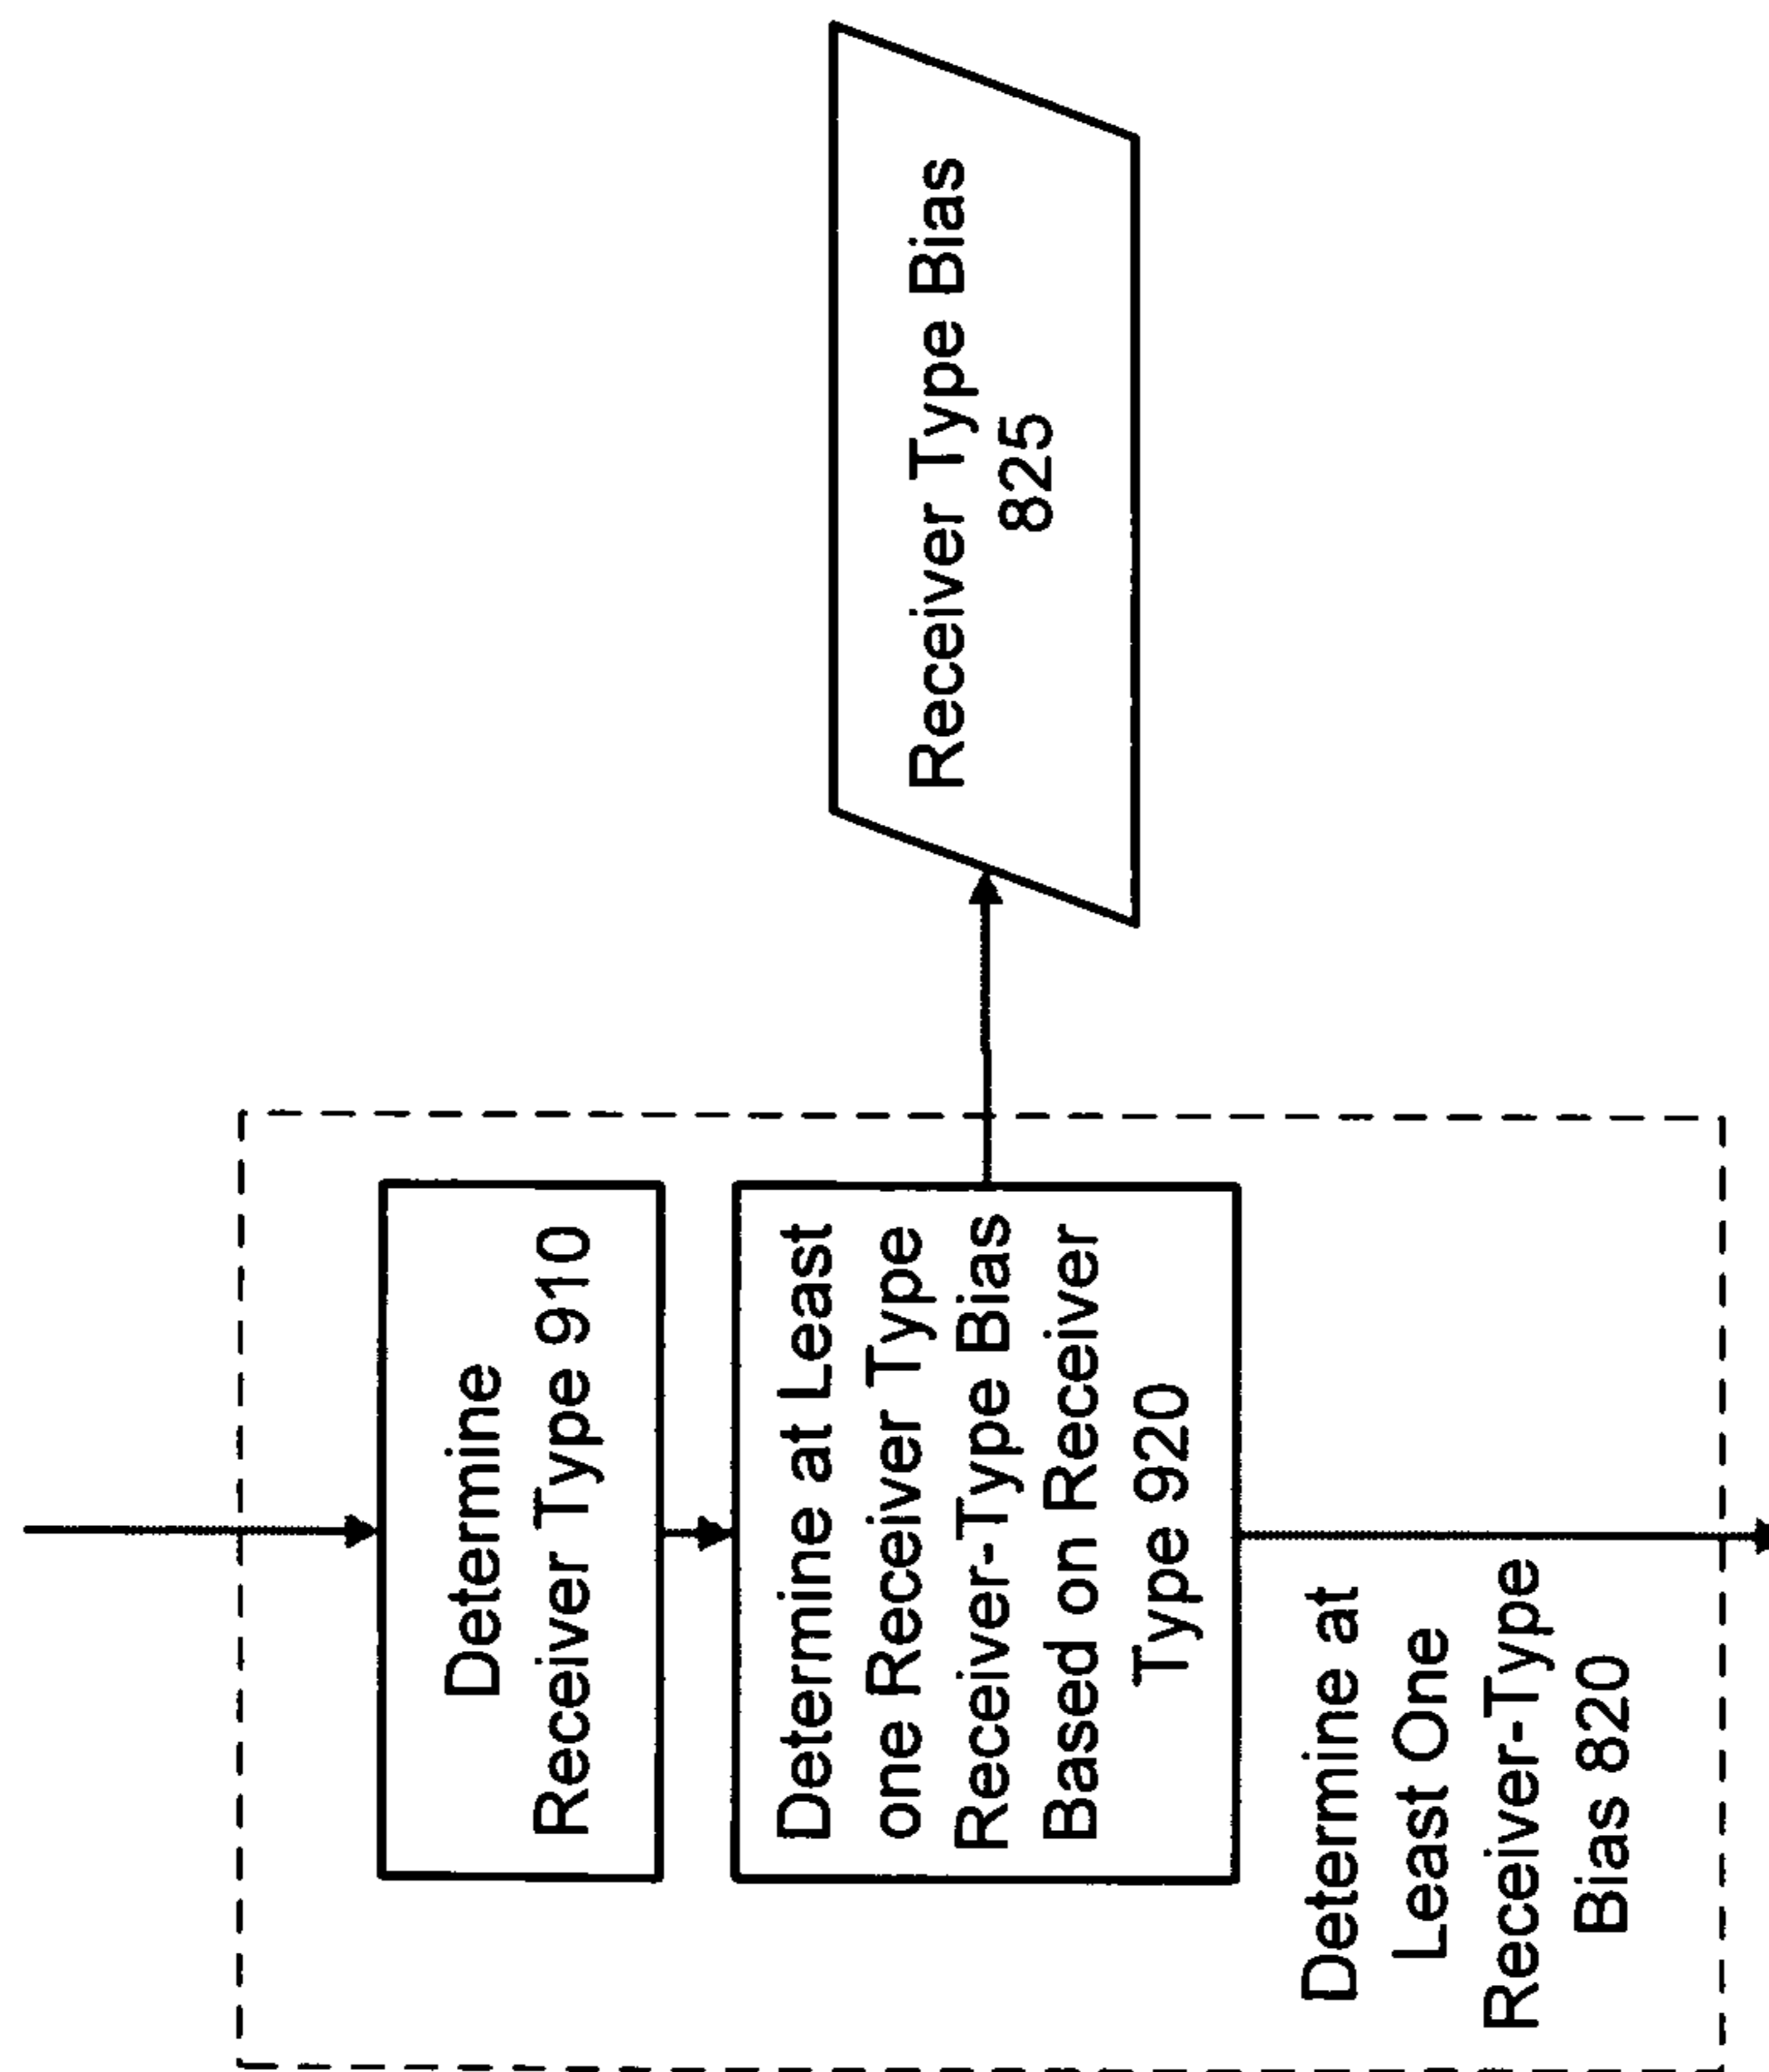 Determine
Receiver Type 910
Determine at Least
one Receiver Type
Receiver-Type Bias
Based on Receiver
Type 920
Determine at
Least One
Receiver-Type
Bias 820
Receiver Type Bias
825